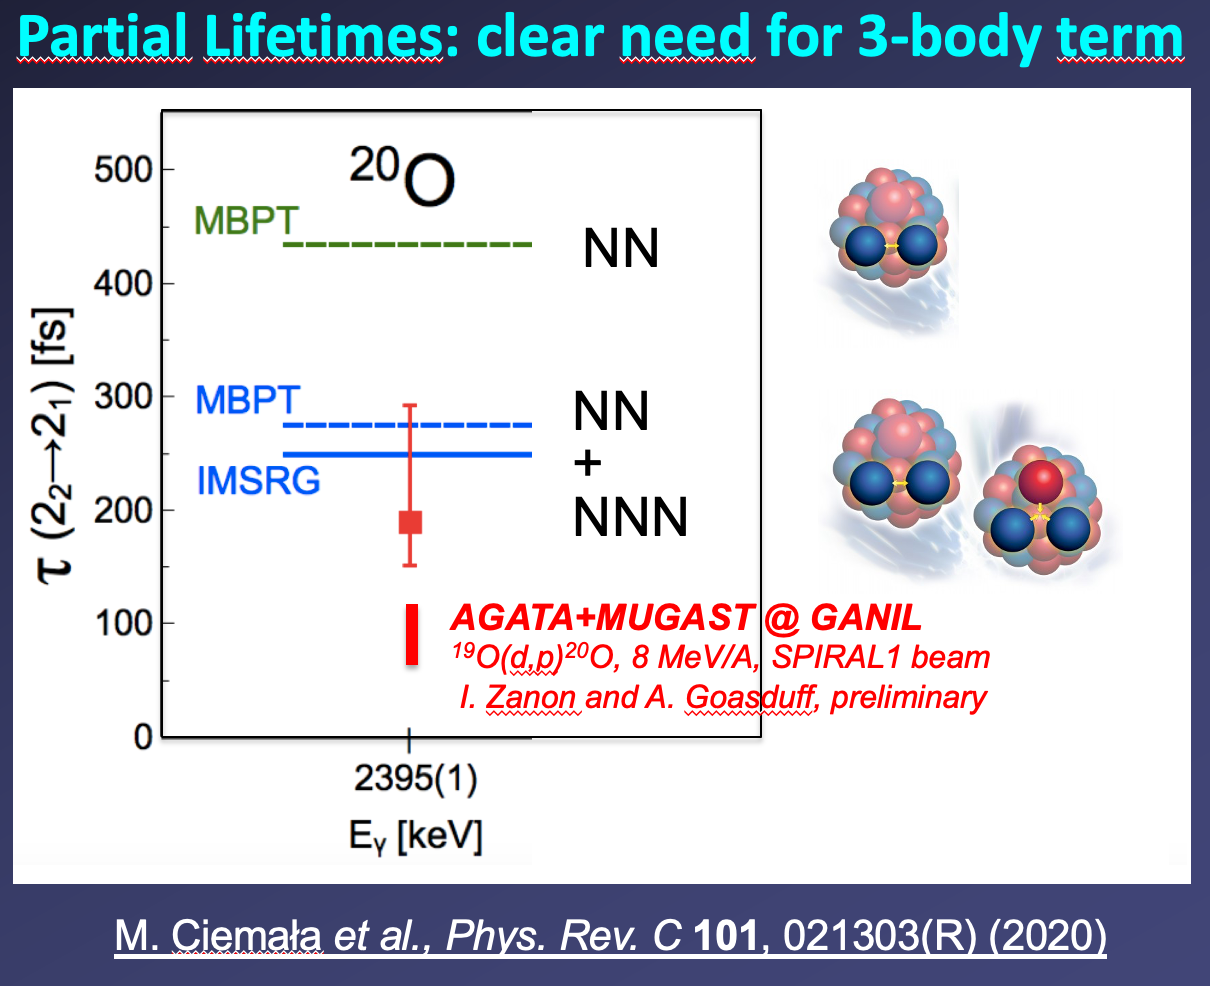 Partial Lifetimes: clear need for 3-body term
500
400
300
200
100
0
τ (2₂→2₁) [fs]
²⁰O
MBPT
NN
MBPT
IMSRG
NN
+
NNN
AGATA+MUGAST @ GANIL
¹⁹O(d,p)²⁰O, 8 MeV/A, SPIRAL1 beam
I. Zanon and A. Goasduff, preliminary
2395(1)
Eᵧ [keV]
M. Ciemała et al., Phys. Rev. C 101, 021303(R) (2020)